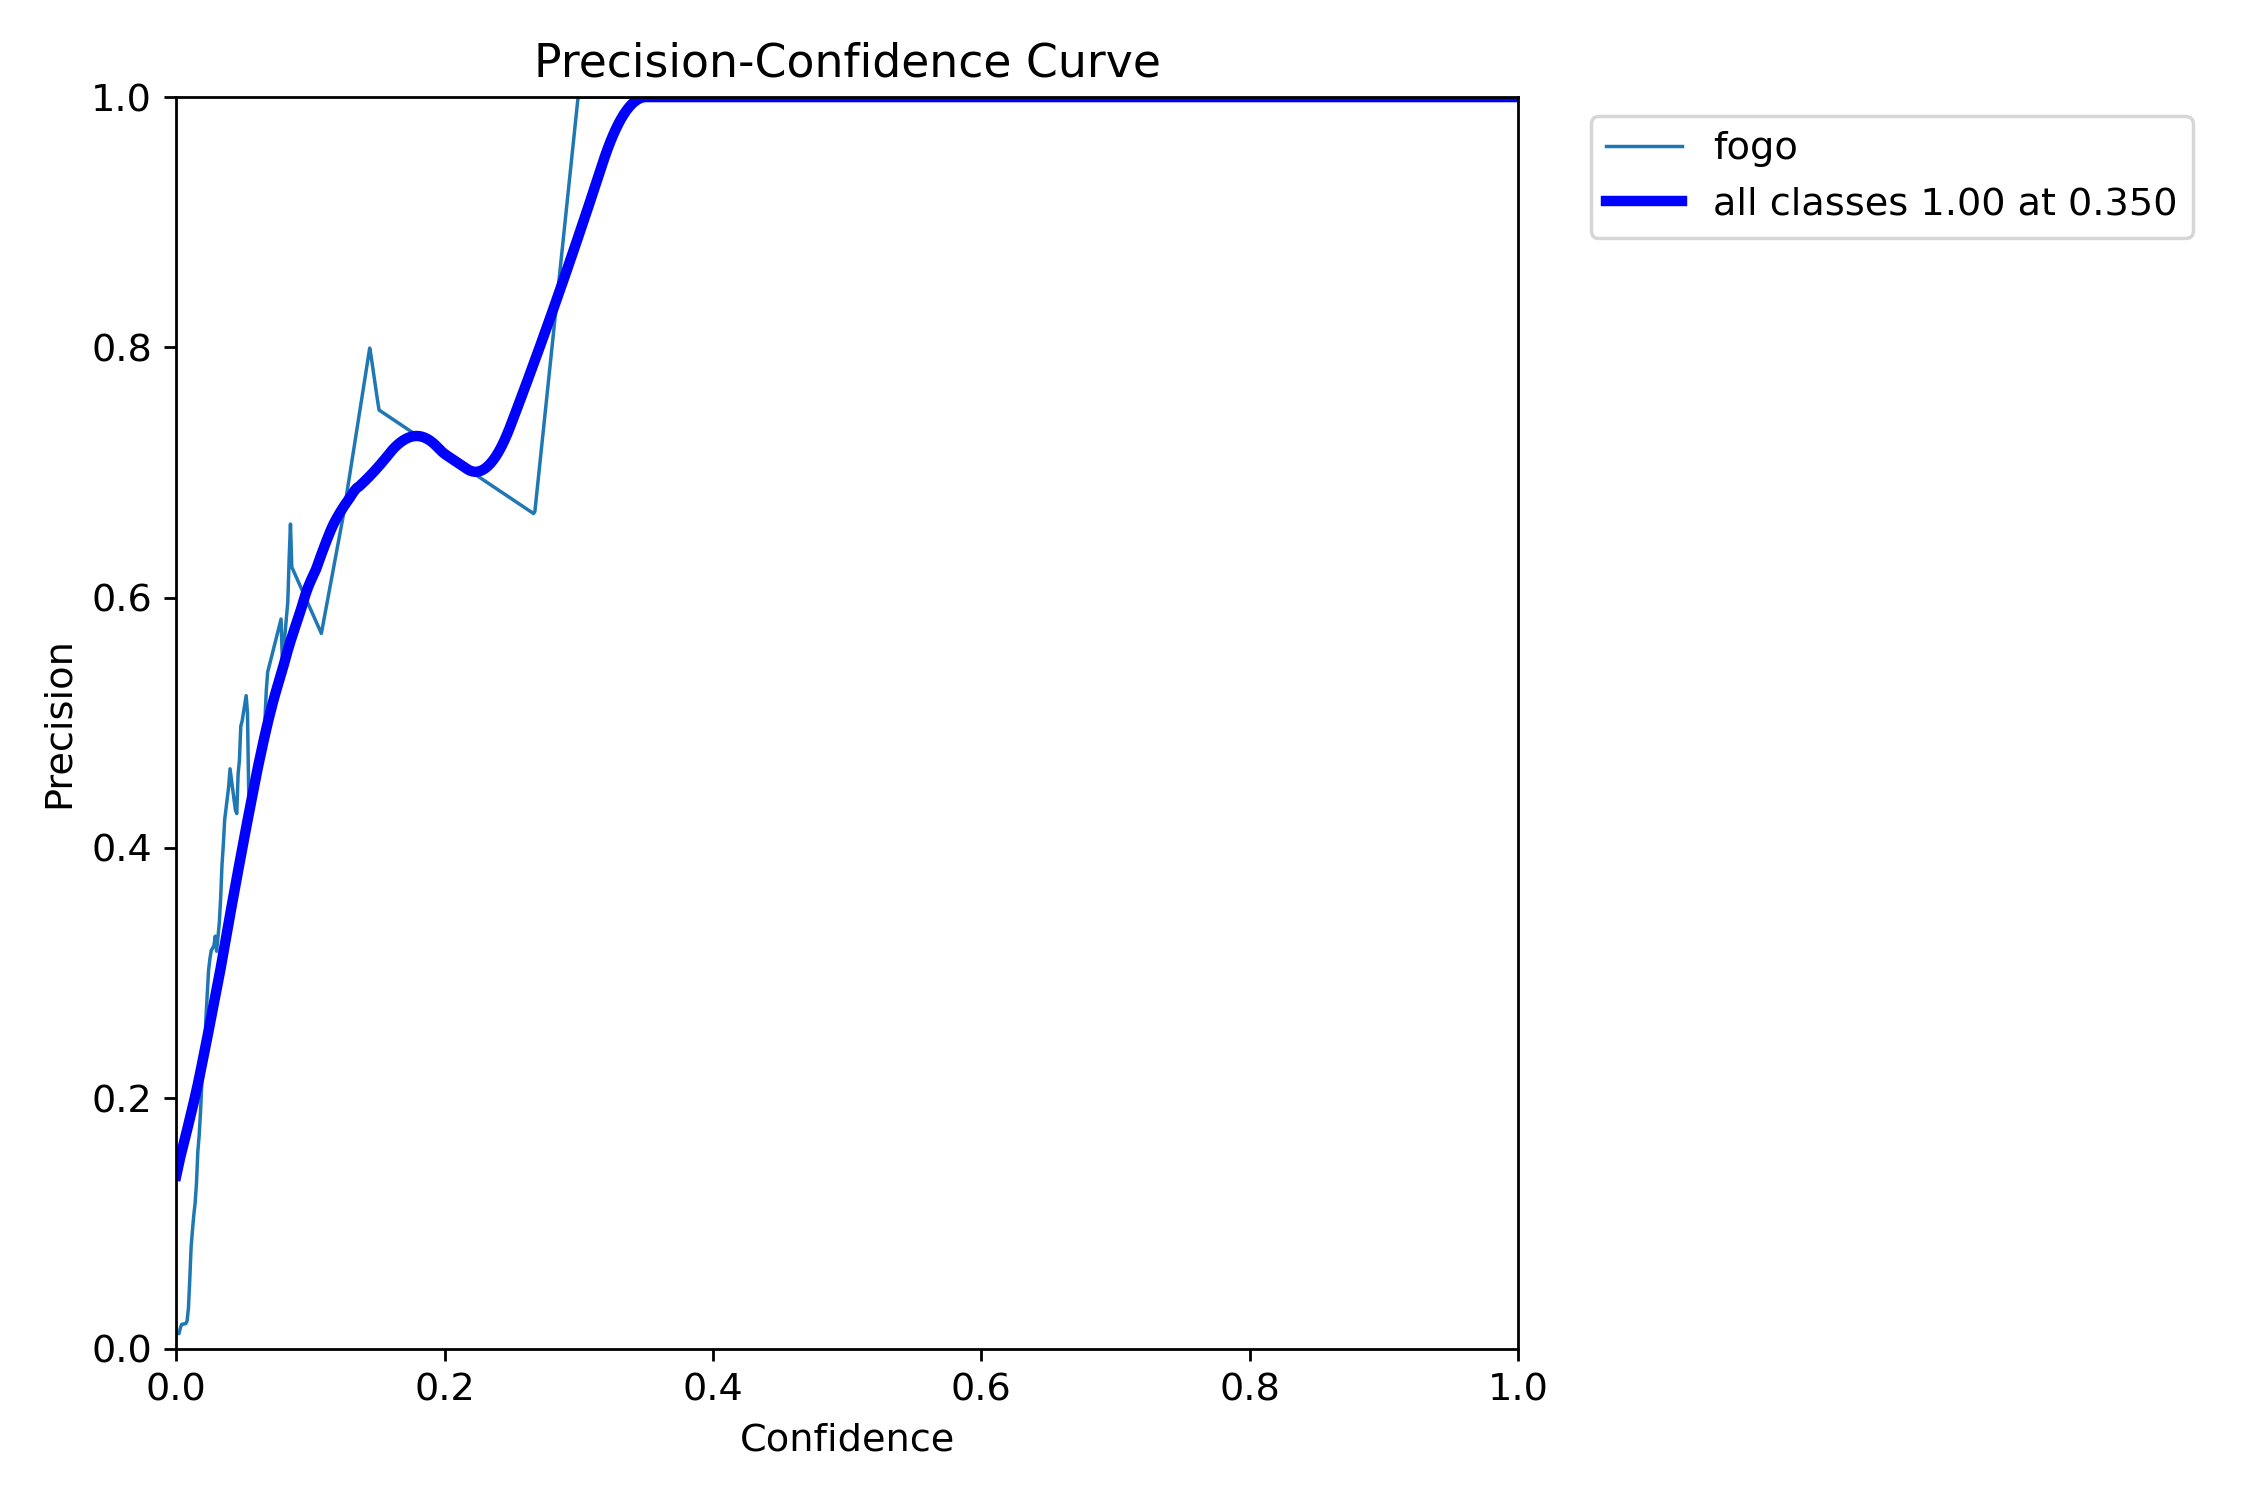 Precision-Confidence Curve
1.0
0.8
0.6
0.4
0.2
0.0
Precision
0.0 0.2 0.4 0.6 0.8 1.0
Confidence
fogo
all classes 1.00 at 0.350